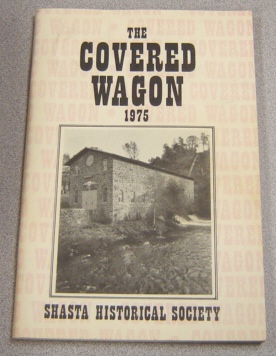 THE
COVERED
WAGON
1975
SHASTA HISTORICAL SOCIETY